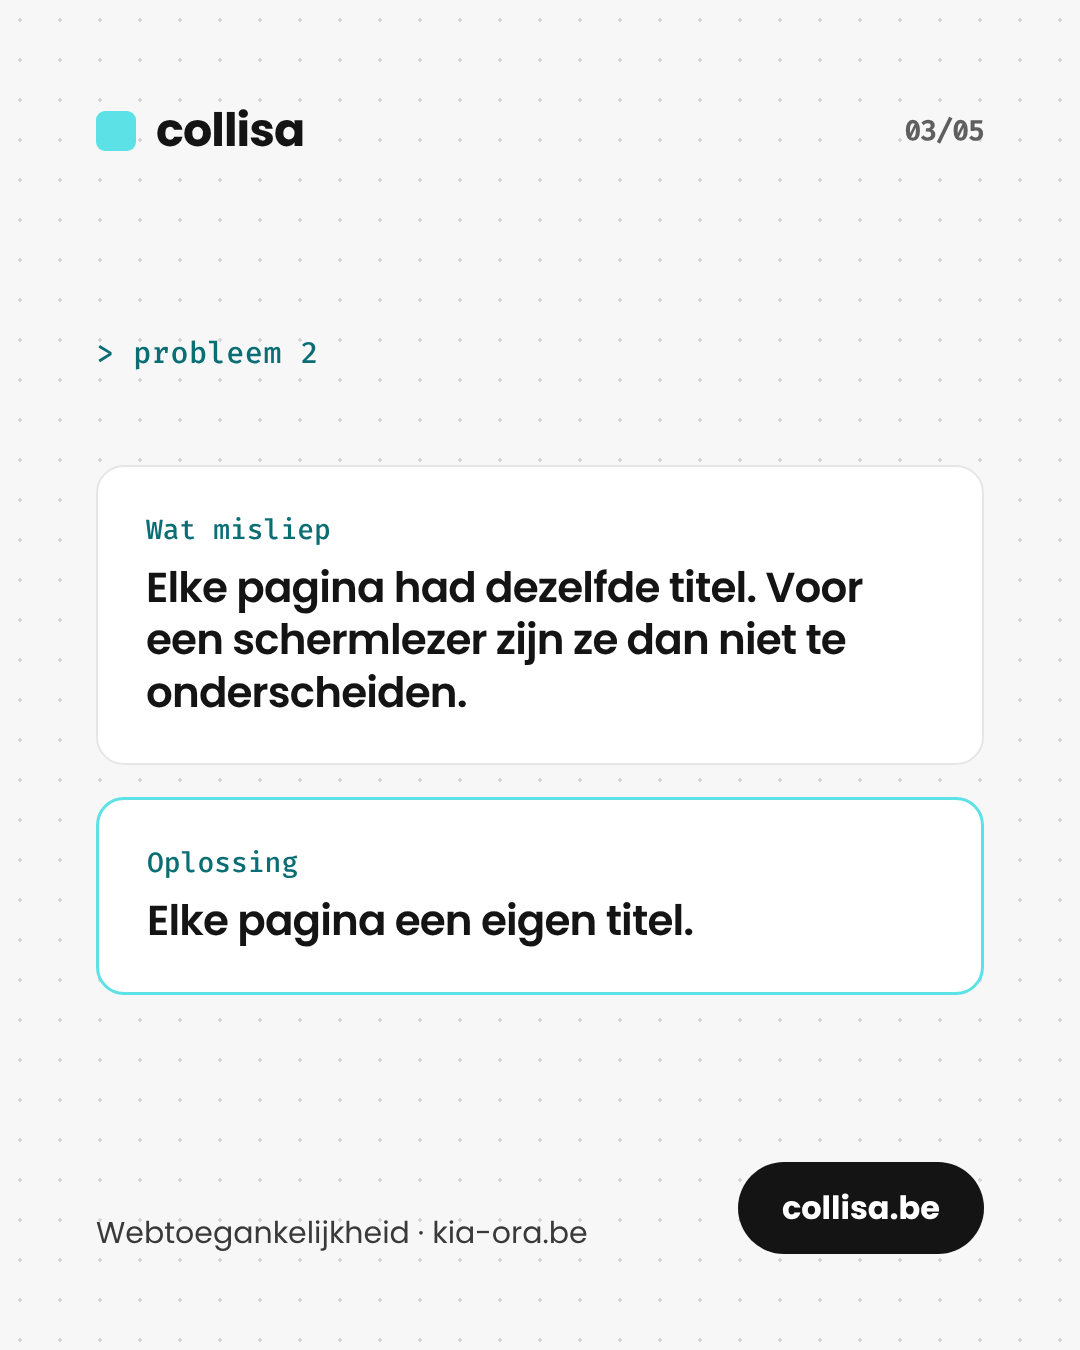 collisa
03/05
> probleem 2
Wat misliep
Elke pagina had dezelfde titel. Voor
een schermlezer zijn ze dan niet te
onderscheiden.
Oplossing
Elke pagina een eigen titel.
Webtoegankelijkheid · kia-ora.be
collisa.be